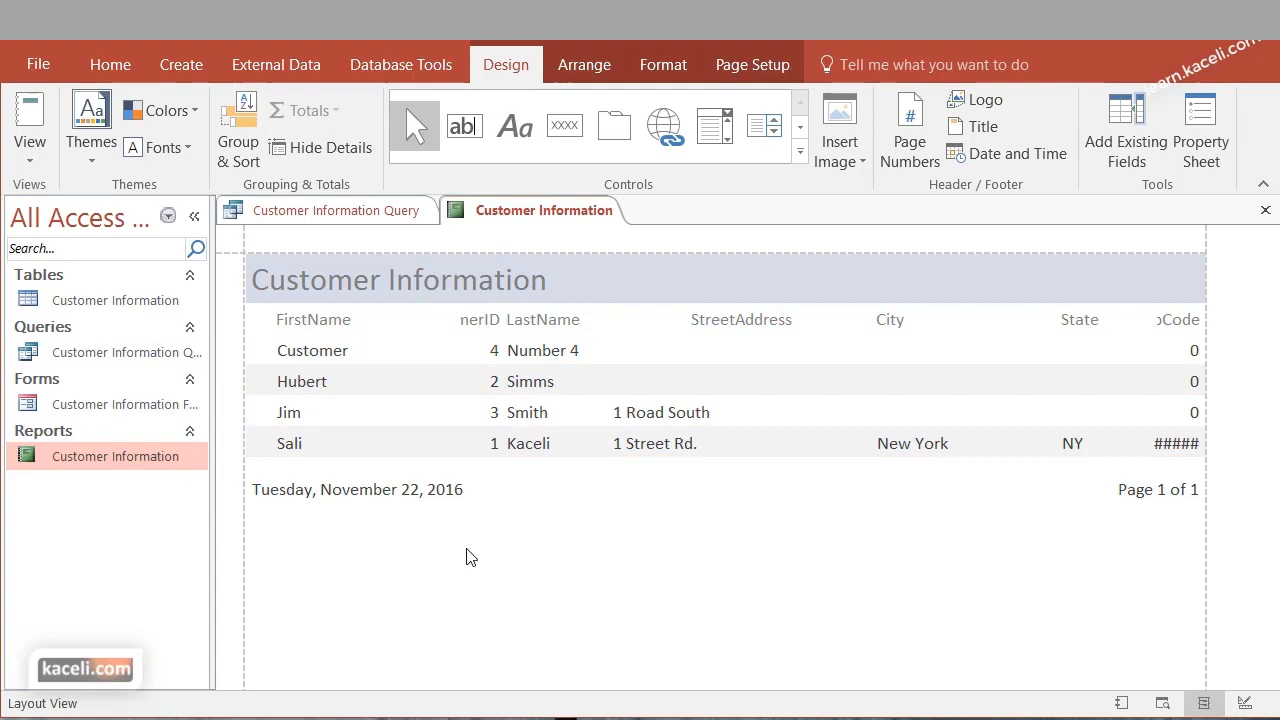 learn.kaceli.com
File Home Create External Data Database Tools Design Arrange Format Page Setup Tell me what you want to do
View
Views
Aa
Themes
Colors
A Fonts
Themes
Group & Sort
Σ Totals
Hide Details
Grouping & Totals
ab
Aa
XXXX
Controls
Insert Image
Page Numbers
Logo
Title
Date and Time
Header / Footer
Add Existing Fields
Property Sheet
Tools
All Access ...
Search...
Tables
Customer Information
Queries
Customer Information Q...
Forms
Customer Information F...
Reports
Customer Information
Customer Information Query Customer Information
Customer Information
FirstName nerID LastName StreetAddress City State oCode
Customer 4 Number 4 0
Hubert 2 Simms 0
Jim 3 Smith 1 Road South 0
Sali 1 Kaceli 1 Street Rd. New York NY #####
Tuesday, November 22, 2016 Page 1 of 1
kaceli.com
Layout View